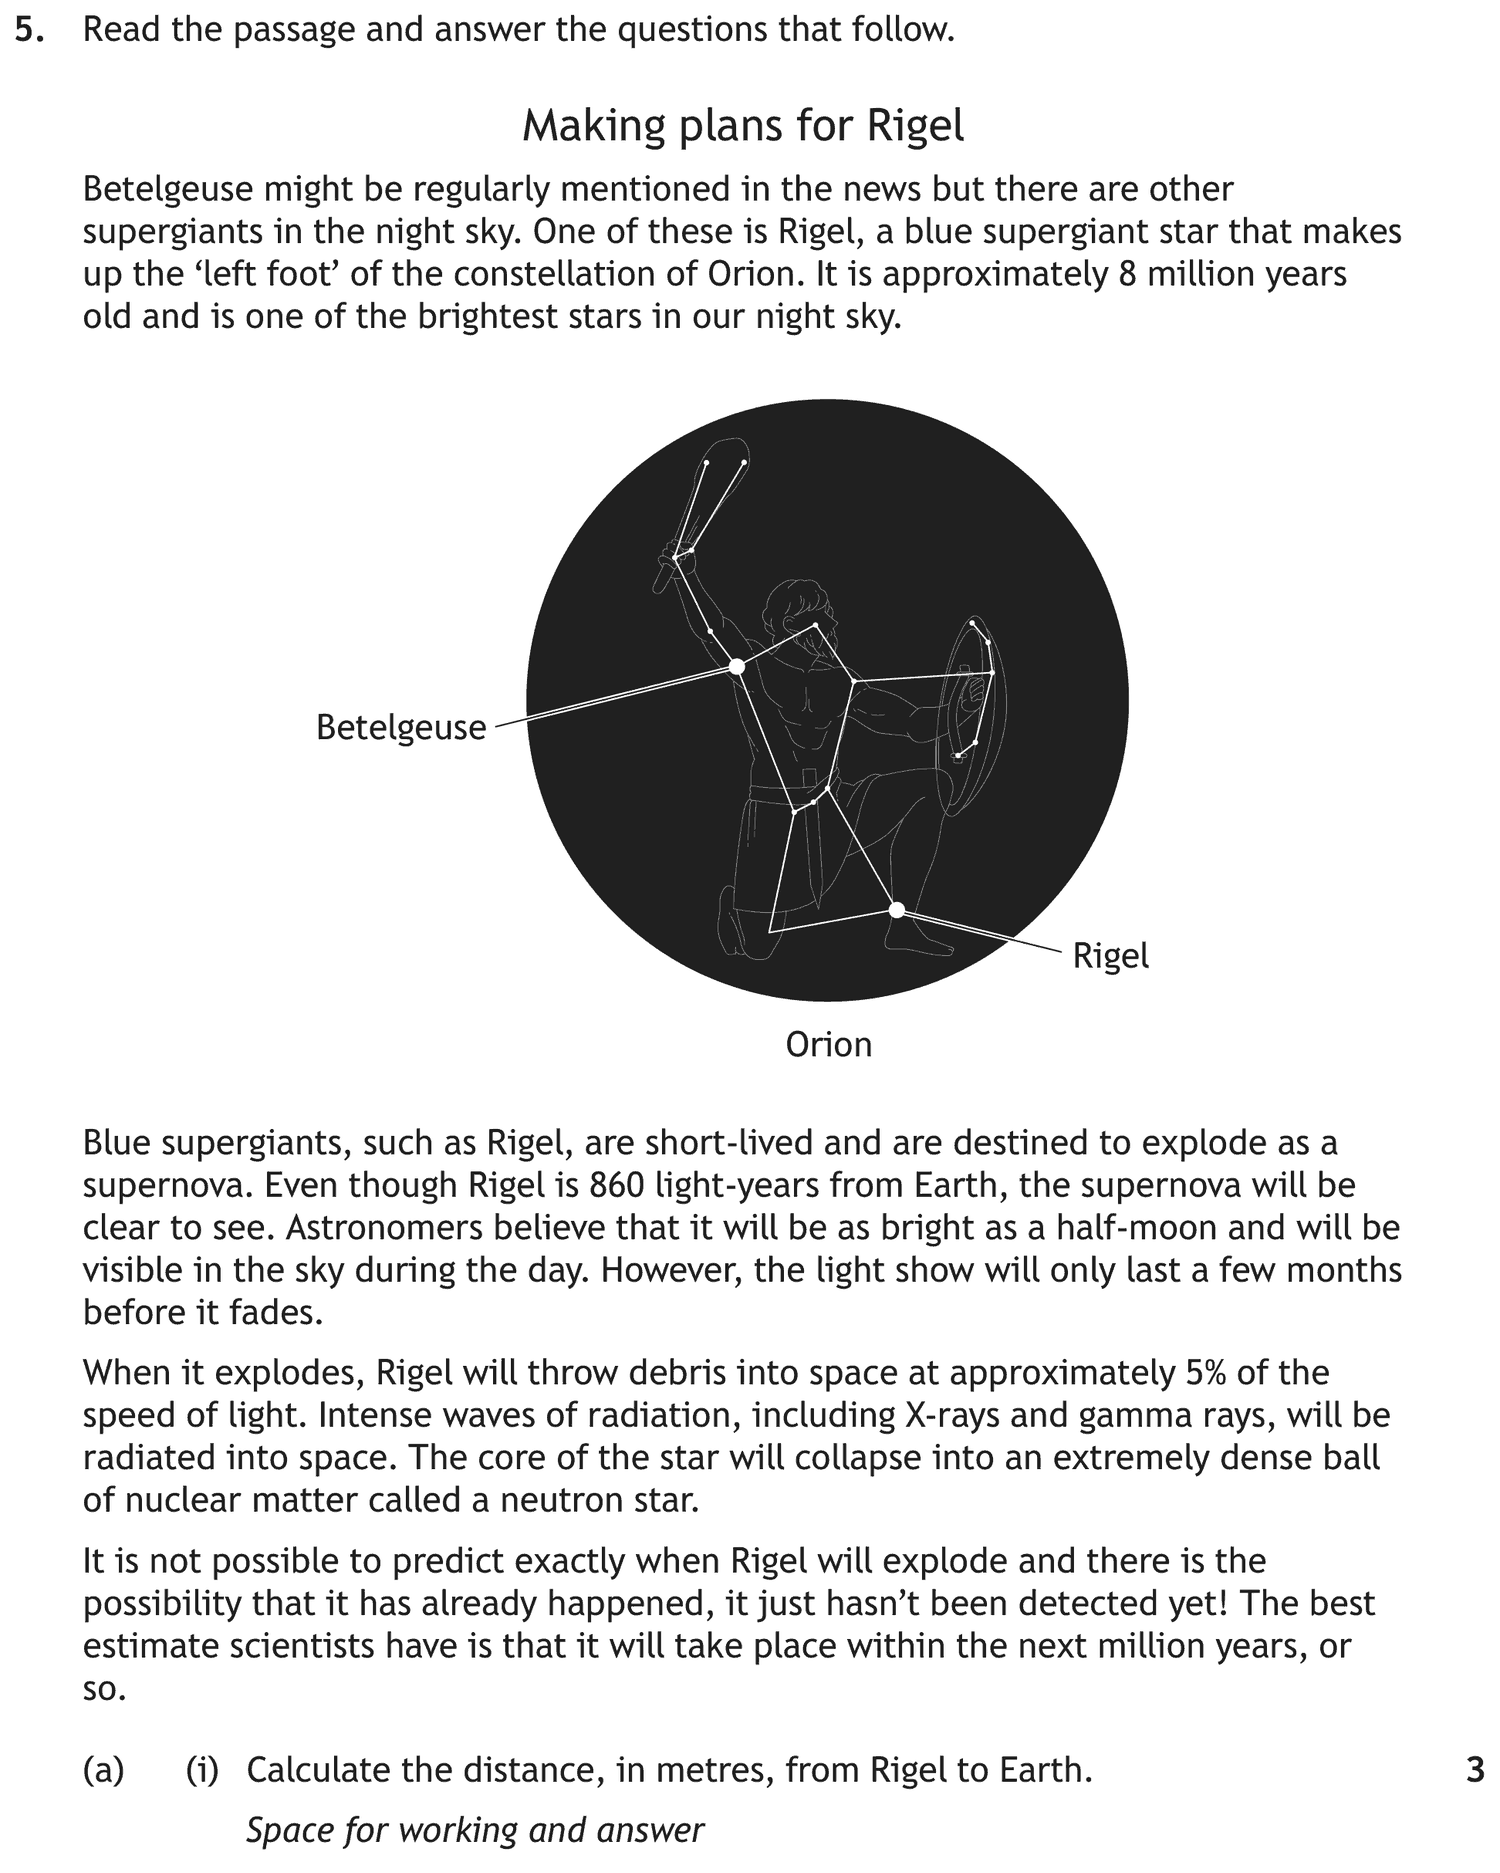 5. Read the passage and answer the questions that follow.
Making plans for Rigel
Betelgeuse might be regularly mentioned in the news but there are other
supergiants in the night sky. One of these is Rigel, a blue supergiant star that makes
up the ‘left foot’ of the constellation of Orion. It is approximately 8 million years
old and is one of the brightest stars in our night sky.
Betelgeuse
Rigel
Orion
Blue supergiants, such as Rigel, are short-lived and are destined to explode as a
supernova. Even though Rigel is 860 light-years from Earth, the supernova will be
clear to see. Astronomers believe that it will be as bright as a half-moon and will be
visible in the sky during the day. However, the light show will only last a few months
before it fades.
When it explodes, Rigel will throw debris into space at approximately 5% of the
speed of light. Intense waves of radiation, including X-rays and gamma rays, will be
radiated into space. The core of the star will collapse into an extremely dense ball
of nuclear matter called a neutron star.
It is not possible to predict exactly when Rigel will explode and there is the
possibility that it has already happened, it just hasn’t been detected yet! The best
estimate scientists have is that it will take place within the next million years, or
so.
(a) (i) Calculate the distance, in metres, from Rigel to Earth. 3
Space for working and answer